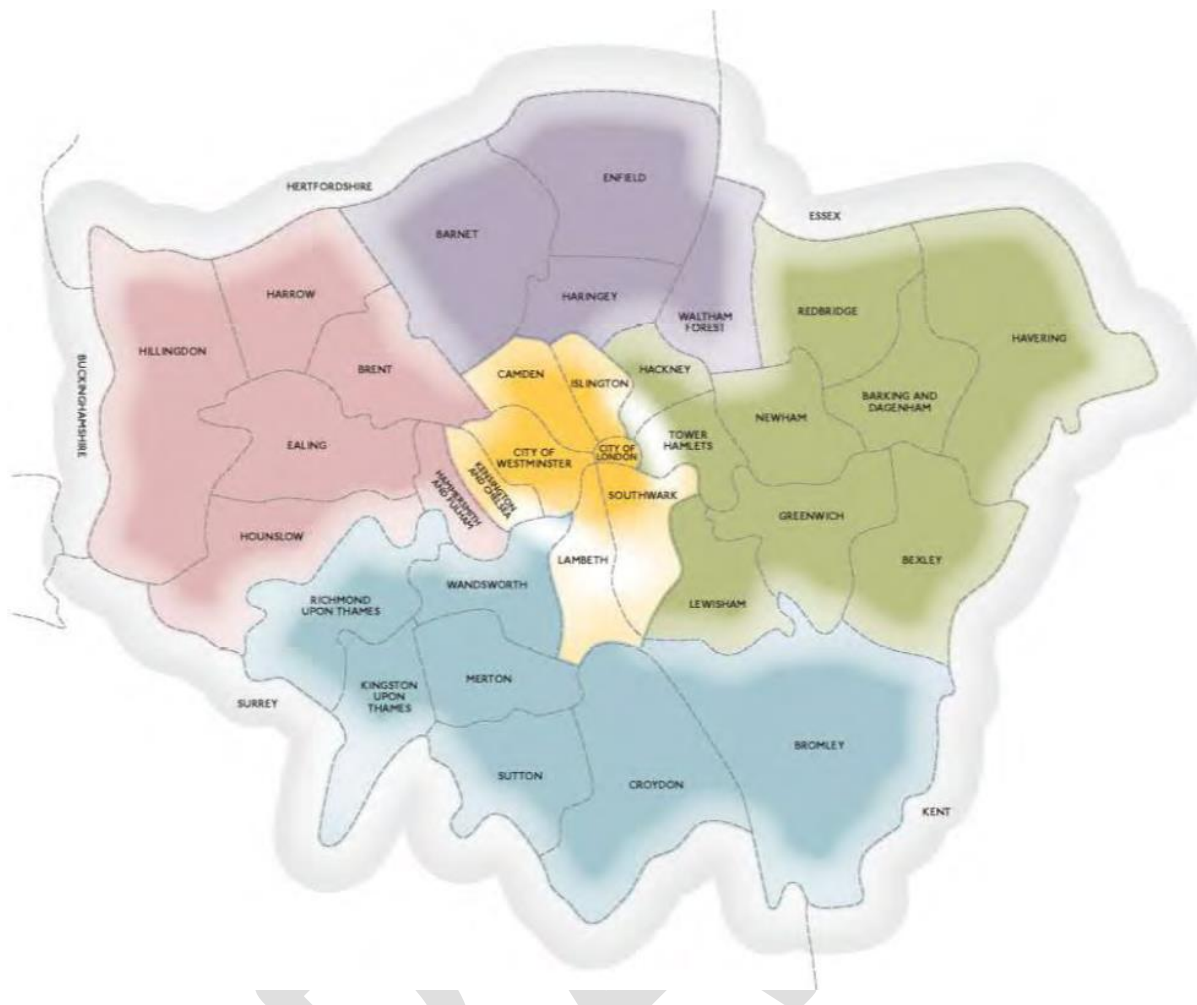 ENFIELD
HERTFORDSHIRE
ESSEX
BARNET
HARROW
HARINGEY
REDBRIDGE
WALTHAM
FOREST
HAVERING
HILLINGDON
BUCKINGHAMSHIRE
BRENT
CAMDEN
ISLINGTON
HACKNEY
BARKING AND
DAGENHAM
NEWHAM
EALING
TOWER
HAMLETS
CITY OF
LONDON
CITY OF
WESTMINSTER
KENSINGTON
AND CHELSEA
HAMMERSMITH
AND FULHAM
SOUTHWARK
GREENWICH
HOUNSLOW
LAMBETH
BEXLEY
WANDSWORTH
RICHMOND
UPON THAMES
LEWISHAM
MERTON
KINGSTON
UPON
THAMES
SURREY
BROMLEY
SUTTON
CROYDON
KENT